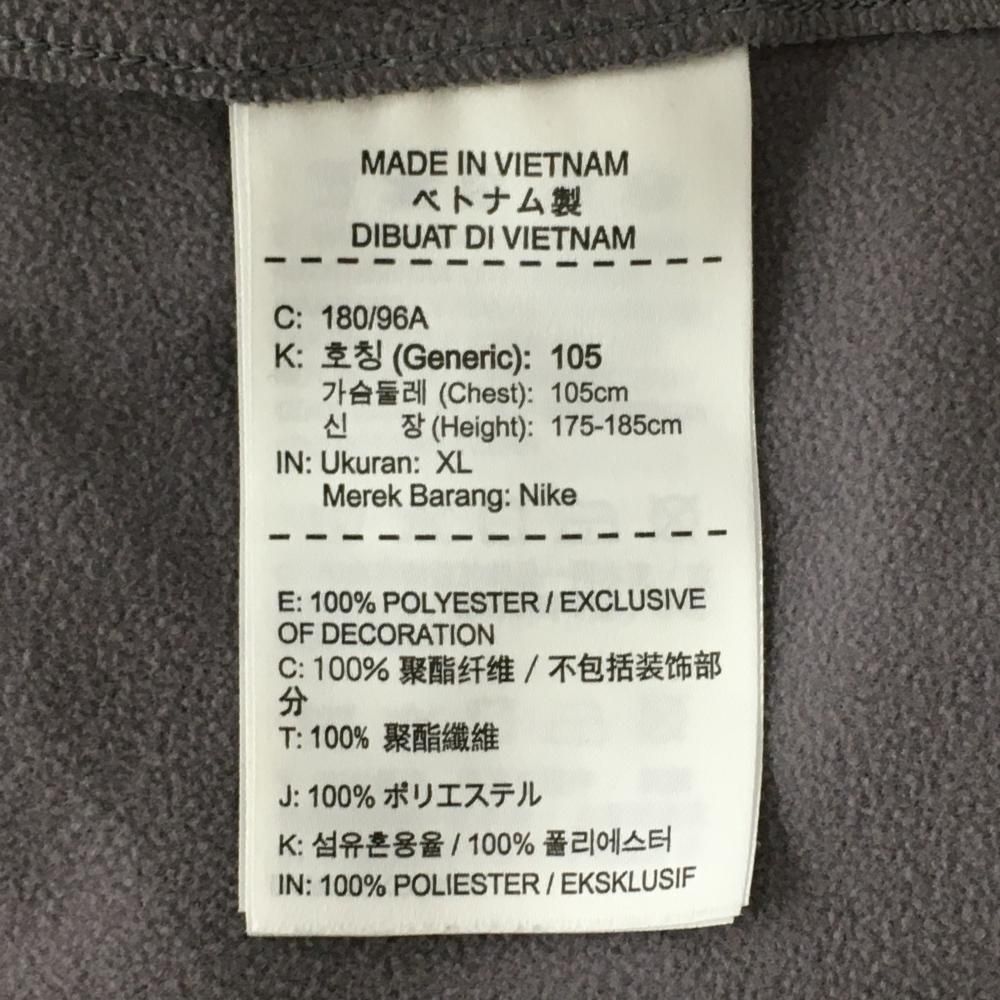 MADE IN VIETNAM
ベトナム製
DIBUAT DI VIETNAM
C: 180/96A
K: 호칭 (Generic): 105
가슴둘레 (Chest): 105cm
신 장 (Height): 175-185cm
IN: Ukuran: XL
Merek Barang: Nike
E: 100% POLYESTER / EXCLUSIVE
OF DECORATION
C: 100% 聚酯纤维 / 不包括装饰部
分
T: 100% 聚酯纖維
J: 100% ポリエステル
K: 섬유혼용율 / 100% 폴리에스터
IN: 100% POLIESTER / EKSKLUSIF